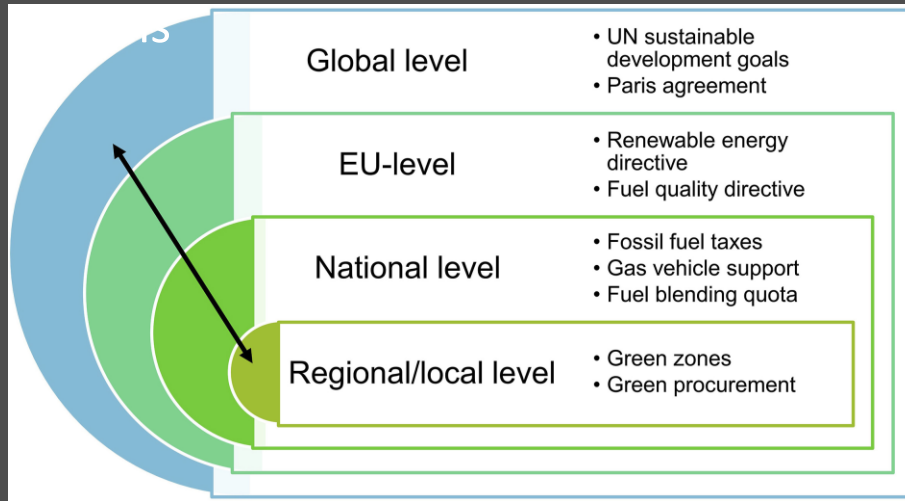 Global level
• UN sustainable
development goals
• Paris agreement
EU-level
• Renewable energy
directive
• Fuel quality directive
National level
• Fossil fuel taxes
• Gas vehicle support
• Fuel blending quota
Regional/local level
• Green zones
• Green procurement